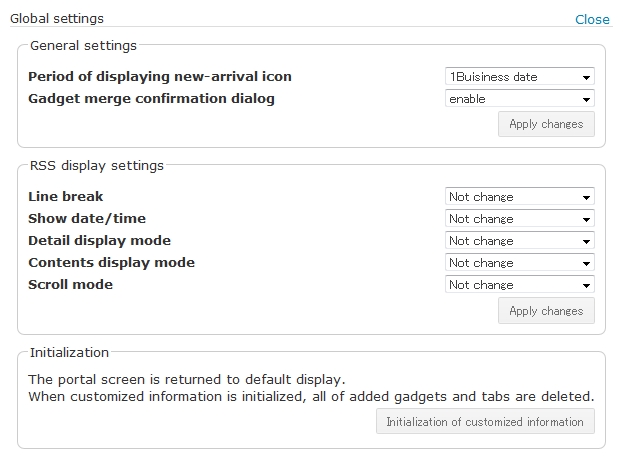 Global settings Close
General settings
Period of displaying new-arrival icon 1Buisiness date
Gadget merge confirmation dialog enable
Apply changes
RSS display settings
Line break Not change
Show date/time Not change
Detail display mode Not change
Contents display mode Not change
Scroll mode Not change
Apply changes
Initialization
The portal screen is returned to default display.
When customized information is initialized, all of added gadgets and tabs are deleted.
Initialization of customized information